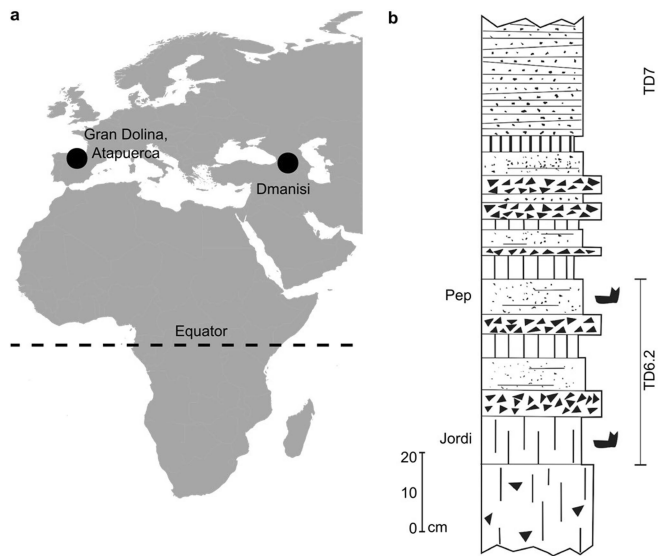 a
Gran Dolina,
Atapuerca
Dmanisi
Equator
b
TD7
Pep
TD6.2
Jordi
20
10
0 cm